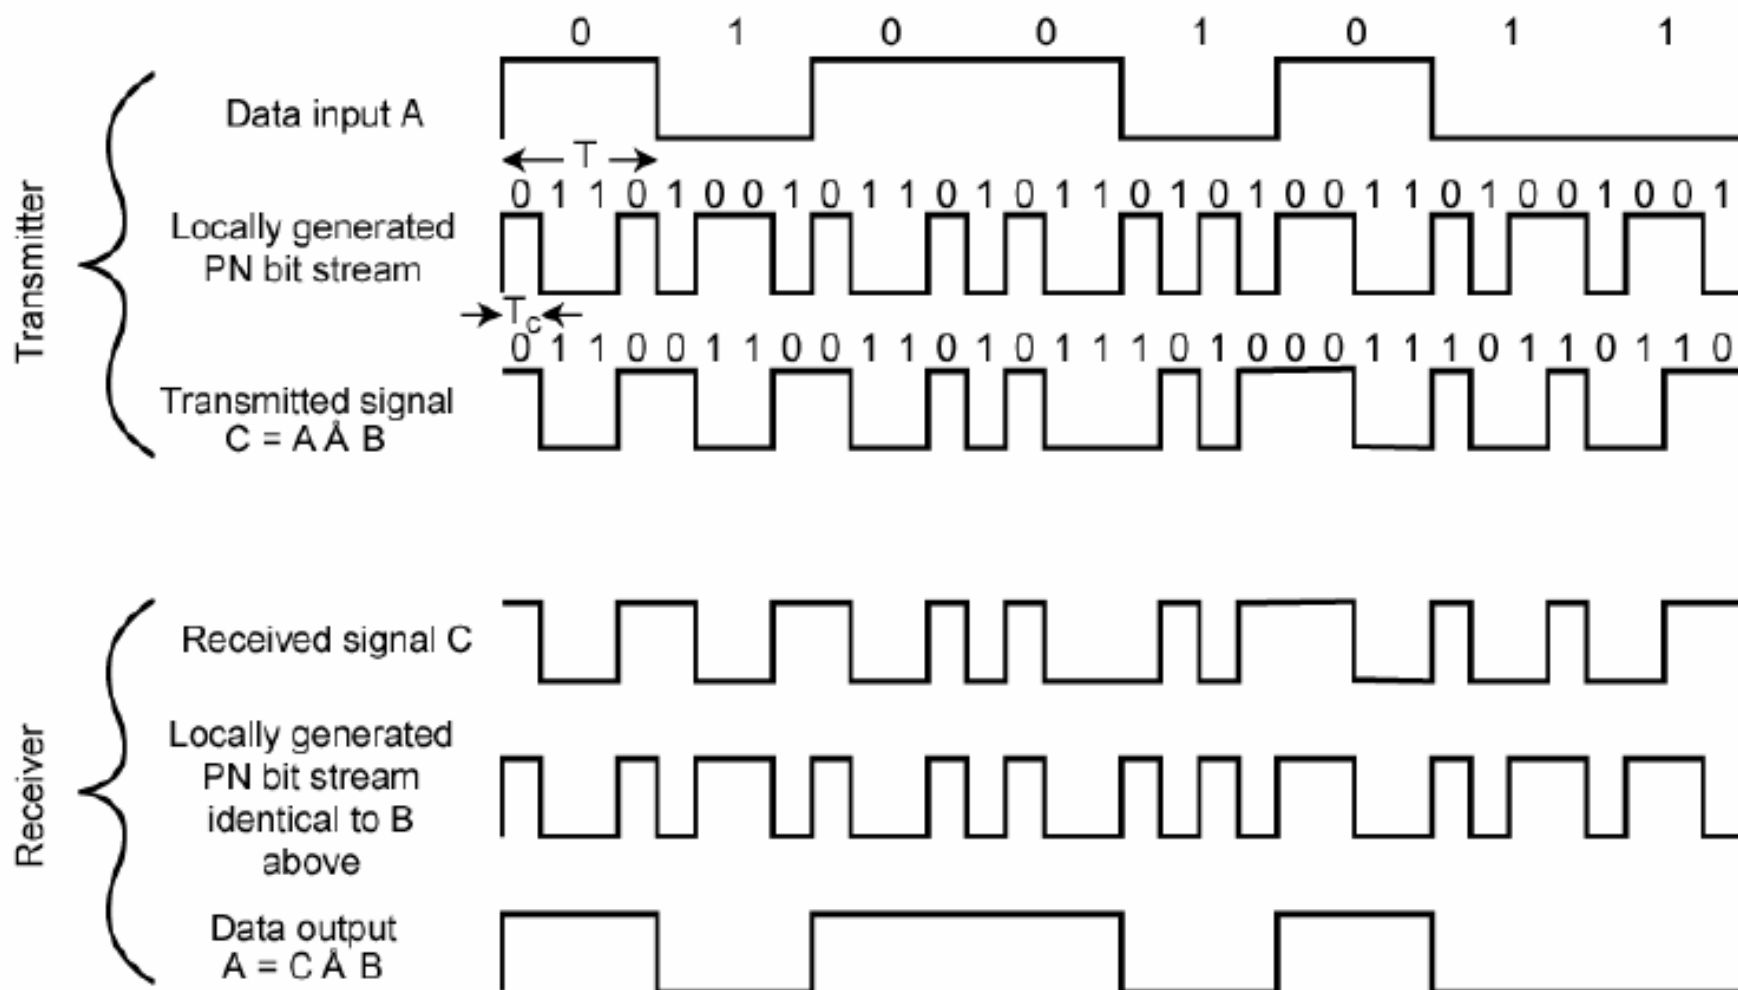 0 1 0 0 1 0 1 1
Transmitter
Data input A
T
0 1 1 0 1 0 0 1 0 1 1 0 1 0 1 1 0 1 0 1 0 0 1 1 0 1 0 0 1 0 0 1
Locally generated
PN bit stream
Tc
0 1 1 0 0 1 1 0 0 1 1 0 1 0 1 1 1 0 1 0 0 0 1 1 1 0 1 1 0 1 1 0
Transmitted signal
C = A Å B
Receiver
Received signal C
Locally generated
PN bit stream
identical to B
above
Data output
A = C Å B